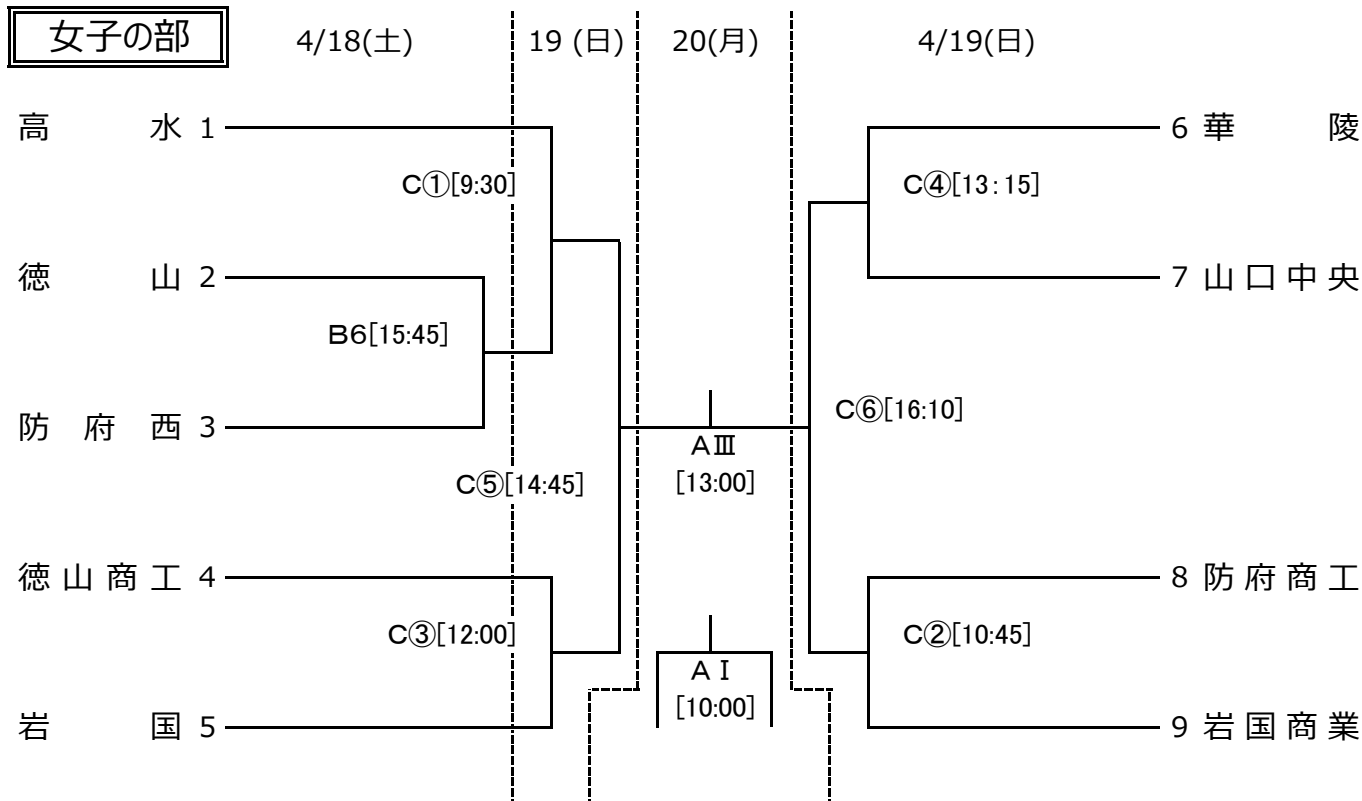 女子の部 4/18(土) 19 (日) 20(月) 4/19(日)
高水 1
6 華陵
C①[9:30]
C④[13:15]
徳山 2
7 山口中央
B6[15:45]
防府西 3
C⑥[16:10]
AⅢ
[13:00]
C⑤[14:45]
徳山商工 4
8 防府商工
C③[12:00]
C②[10:45]
AⅠ
[10:00]
岩国 5
9 岩国商業